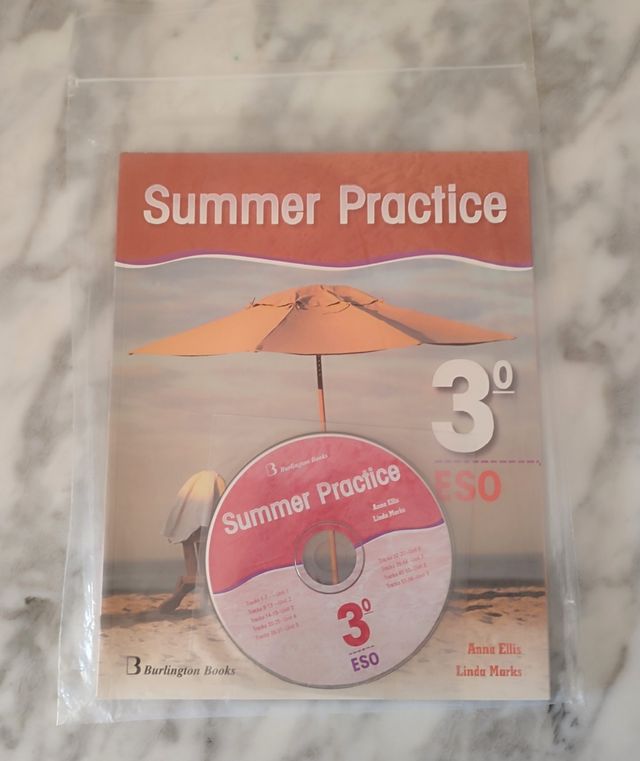 Summer Practice
3º
ESO
Burlington Books
Summer Practice
Anna Ellis
Linda Marks
3º
ESO
Anna Ellis
Linda Marks
B Burlington Books